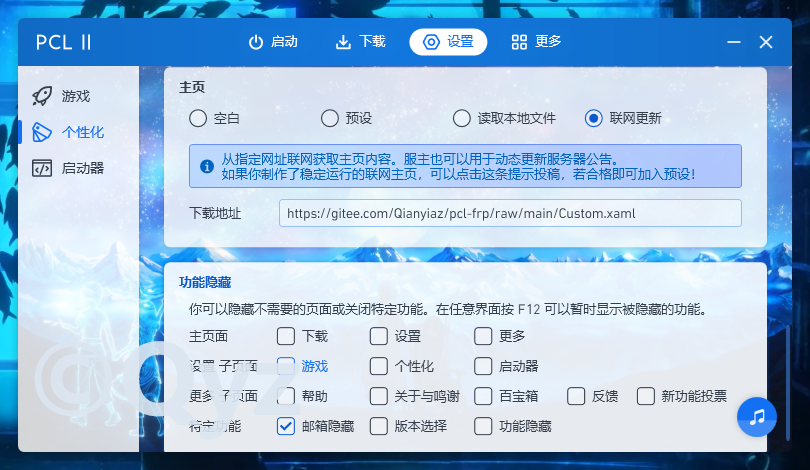 PCL II 启动 下载 设置 更多
游戏
个性化
启动器
主页
空白 预设 读取本地文件 联网更新
从指定网址联网获取主页内容。服主也可以用于动态更新服务器公告。
如果你制作了稳定运行的联网主页，可以点击这条提示投稿，若合格即可加入预设！
下载地址 https://gitee.com/Qianyiaz/pcl-frp/raw/main/Custom.xaml
功能隐藏
你可以隐藏不需要的页面或关闭特定功能。在任意界面按 F12 可以暂时显示被隐藏的功能。
主页面 下载 设置 更多
设置 子页面 游戏 个性化 启动器
更多 子页面 帮助 关于与鸣谢 百宝箱 反馈 新功能投票
特定功能 邮箱隐藏 版本选择 功能隐藏
@Qyz